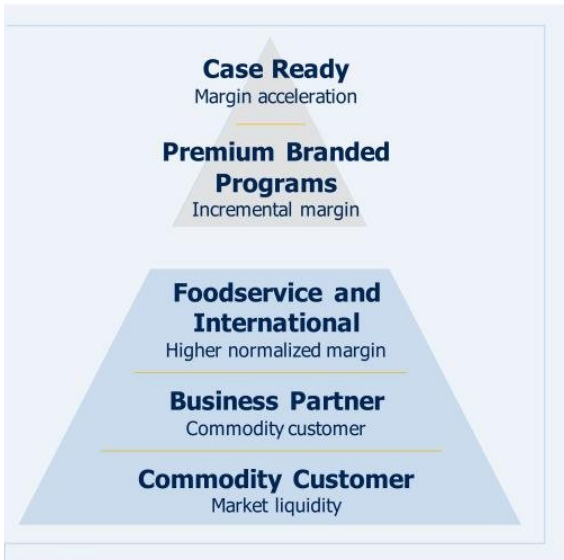 Case Ready
Margin acceleration
Premium Branded
Programs
Incremental margin
Foodservice and
International
Higher normalized margin
Business Partner
Commodity customer
Commodity Customer
Market liquidity